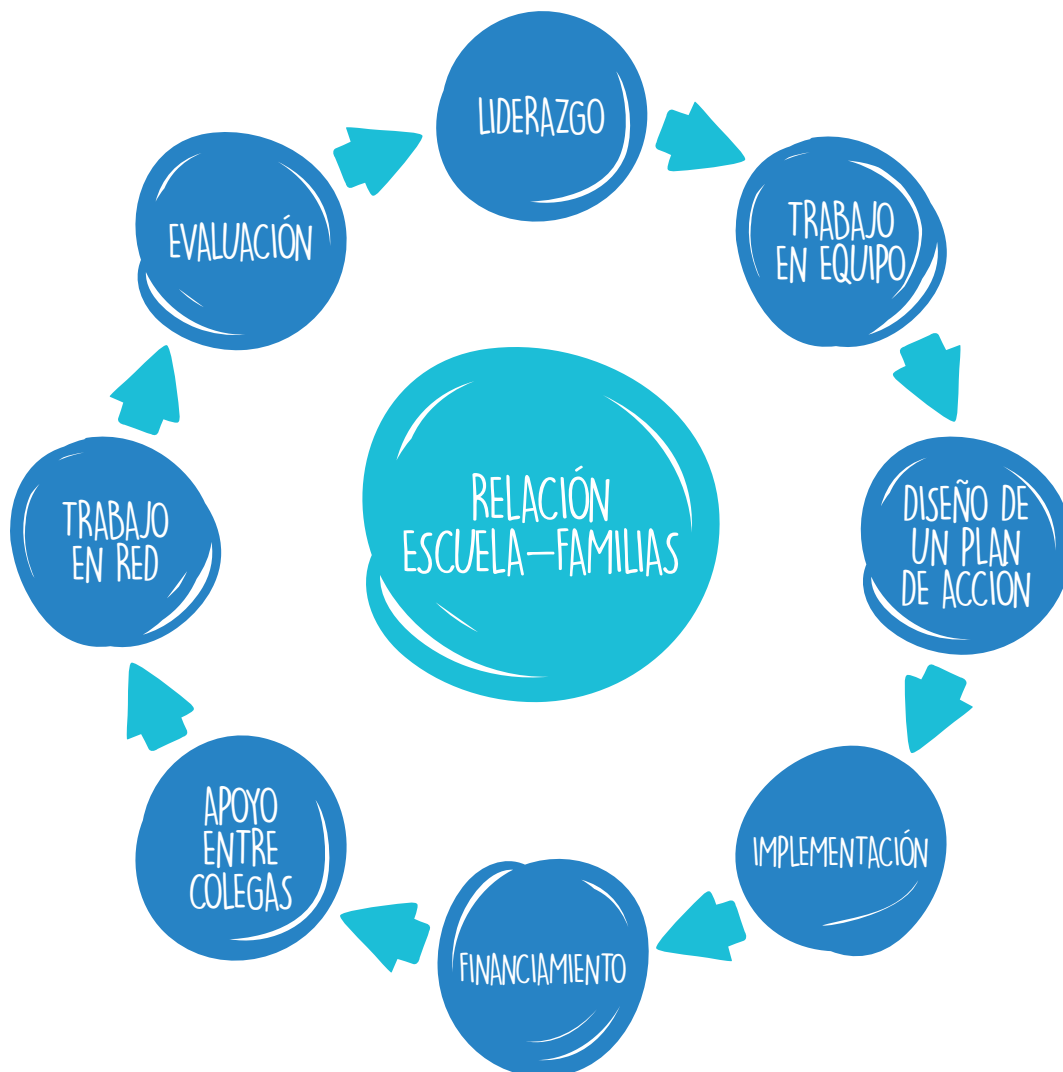 LIDERAZGO
TRABAJO
EN EQUIPO
DISEÑO DE
UN PLAN
DE ACCIÓN
IMPLEMENTACIÓN
FINANCIAMIENTO
APOYO
ENTRE
COLEGAS
TRABAJO
EN RED
EVALUACIÓN
RELACIÓN
ESCUELA–FAMILIAS